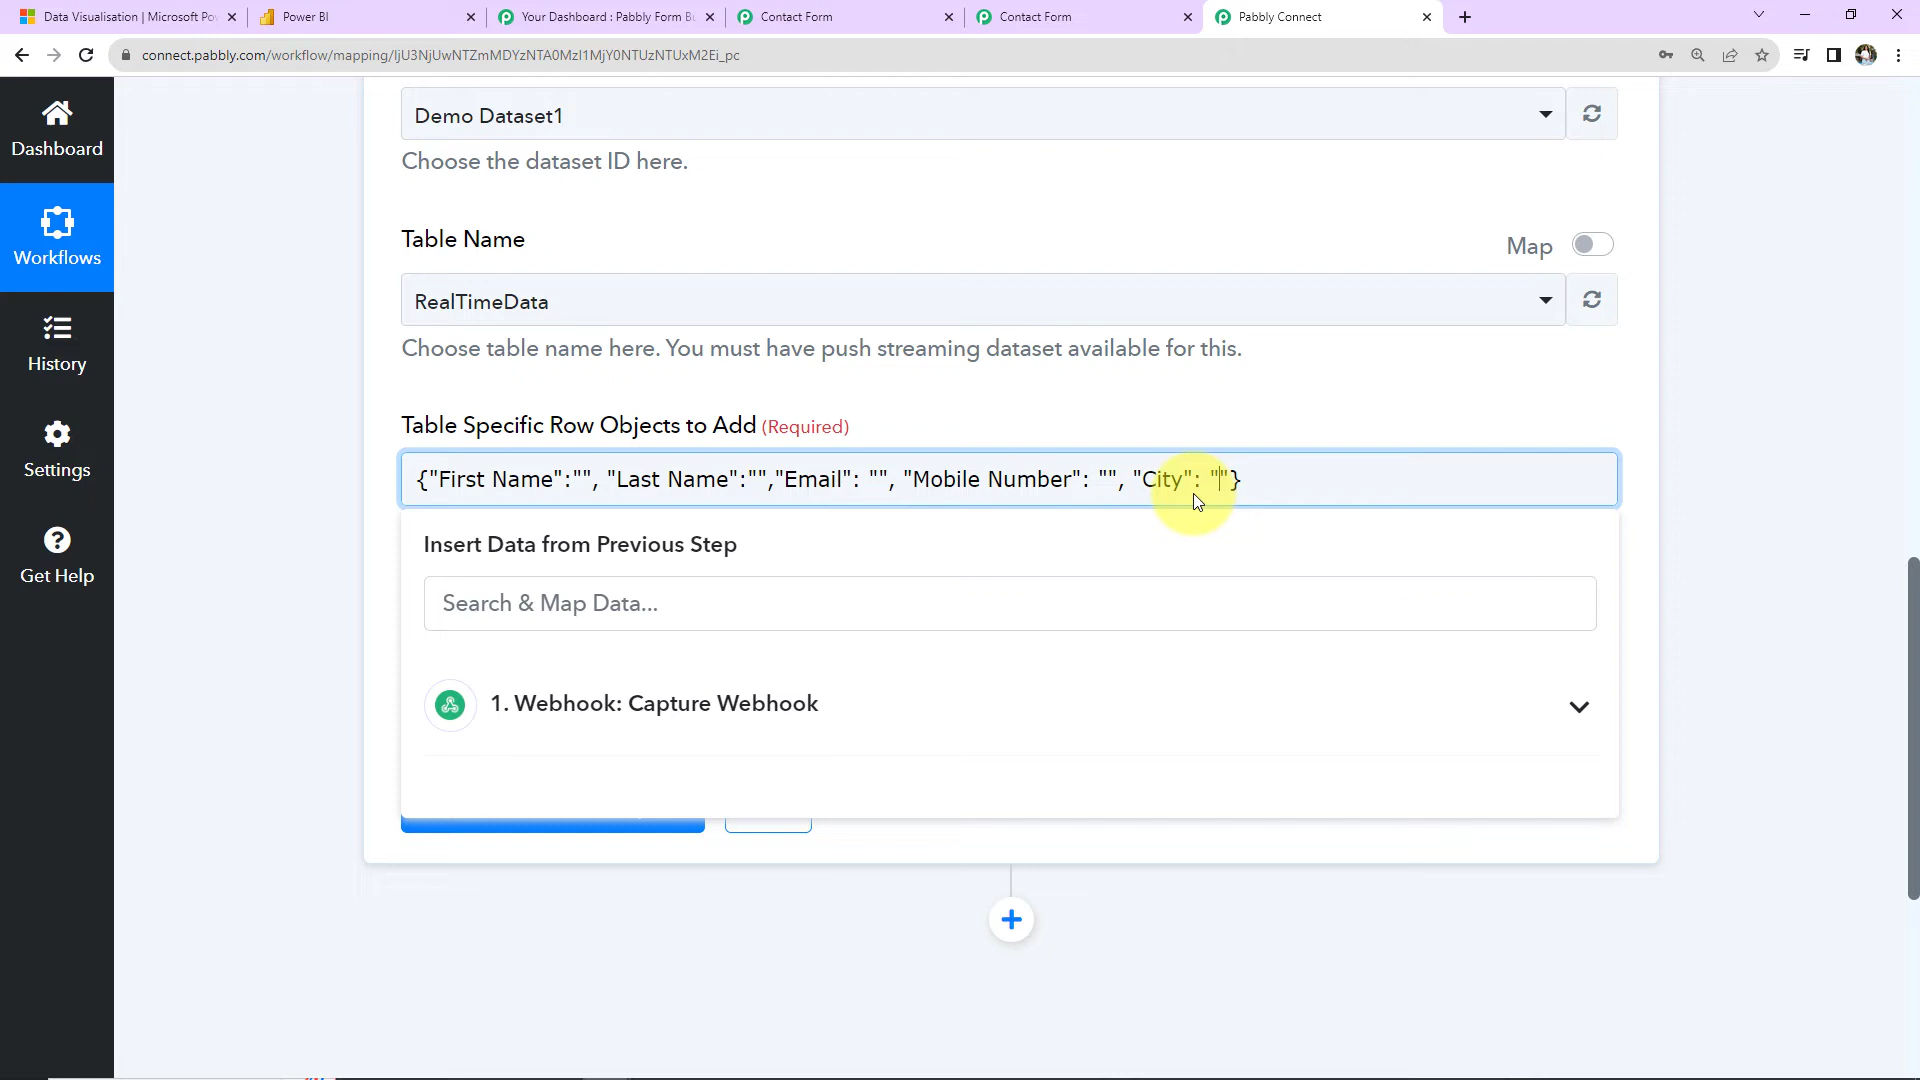 Data Visualisation | Microsoft Po
Power BI
Your Dashboard : Pabbly Form Bu
Contact Form
Contact Form
Pabbly Connect
connect.pabbly.com/workflow/mapping/IjU3NjUwNTZmMDYzNTA0MzI1MjY0NTUzNTUxM2Ei_pc
Dashboard
Workflows
History
Settings
Get Help
Demo Dataset1
Choose the dataset ID here.
Table Name
Map
RealTimeData
Choose table name here. You must have push streaming dataset available for this.
Table Specific Row Objects to Add (Required)
{"First Name":"", "Last Name":"","Email": "", "Mobile Number": "", "City": ""}
Insert Data from Previous Step
Search & Map Data...
1. Webhook: Capture Webhook